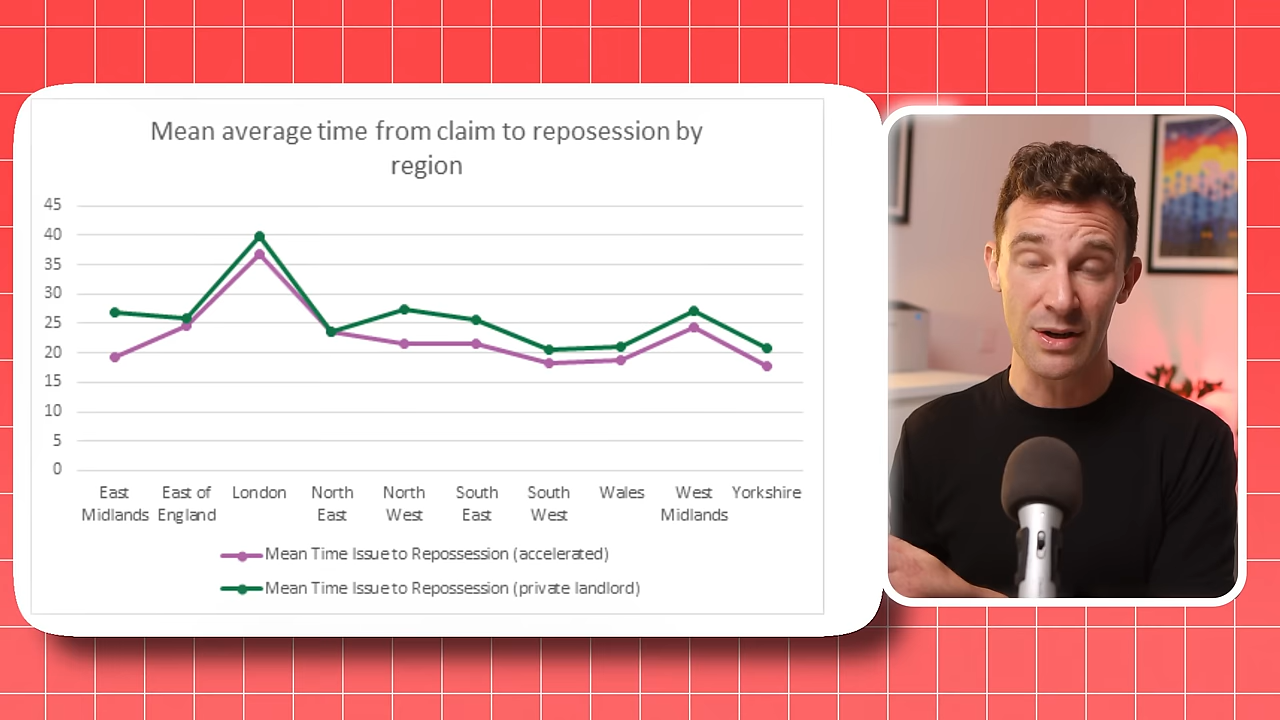 Mean average time from claim to reposession by
region
45
40
35
30
25
20
15
10
5
0
East Midlands
East of England
London
North East
North West
South East
South West
Wales
West Midlands
Yorkshire
Mean Time Issue to Repossession (accelerated)
Mean Time Issue to Repossession (private landlord)